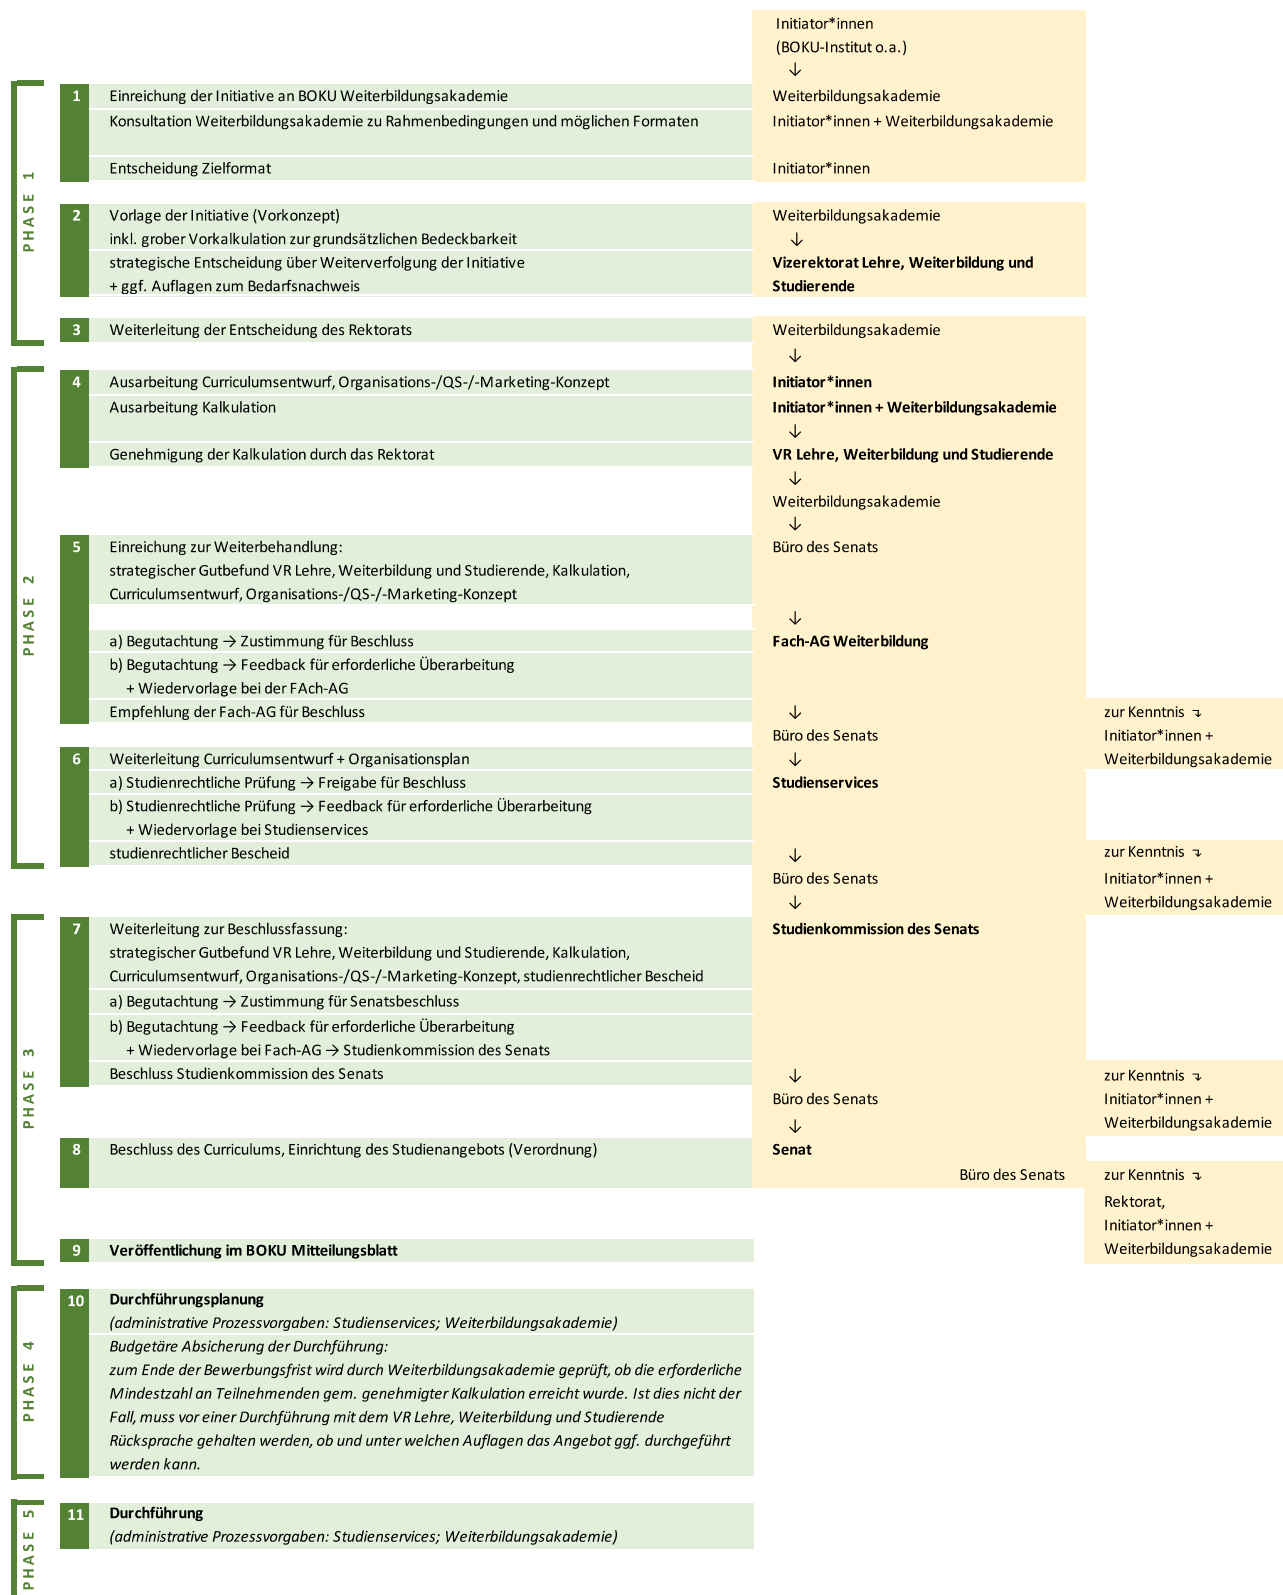 Initiator*innen
(BOKU-Institut o.a.)
↓
PHASE 1
1 Einreichung der Initiative an BOKU Weiterbildungsakademie Weiterbildungsakademie
Konsultation Weiterbildungsakademie zu Rahmenbedingungen und möglichen Formaten Initiator*innen + Weiterbildungsakademie
Entscheidung Zielformat Initiator*innen
2 Vorlage der Initiative (Vorkonzept) Weiterbildungsakademie
inkl. grober Vorkalkulation zur grundsätzlichen Bedeckbarkeit ↓
strategische Entscheidung über Weiterverfolgung der Initiative Vizerektorat Lehre, Weiterbildung und
+ ggf. Auflagen zum Bedarfsnachweis Studierende
3 Weiterleitung der Entscheidung des Rektorats Weiterbildungsakademie
↓
PHASE 2
4 Ausarbeitung Curriculumsentwurf, Organisations-/QS-/-Marketing-Konzept Initiator*innen
Ausarbeitung Kalkulation Initiator*innen + Weiterbildungsakademie
↓
Genehmigung der Kalkulation durch das Rektorat VR Lehre, Weiterbildung und Studierende
↓
Weiterbildungsakademie
↓
5 Einreichung zur Weiterbehandlung: Büro des Senats
strategischer Gutbefund VR Lehre, Weiterbildung und Studierende, Kalkulation,
Curriculumsentwurf, Organisations-/QS-/-Marketing-Konzept
↓
a) Begutachtung → Zustimmung für Beschluss Fach-AG Weiterbildung
b) Begutachtung → Feedback für erforderliche Überarbeitung
+ Wiedervorlage bei der FAch-AG
Empfehlung der Fach-AG für Beschluss ↓ zur Kenntnis ↴
Büro des Senats Initiator*innen +
6 Weiterleitung Curriculumsentwurf + Organisationsplan ↓ Weiterbildungsakademie
a) Studienrechtliche Prüfung → Freigabe für Beschluss Studienservices
b) Studienrechtliche Prüfung → Feedback für erforderliche Überarbeitung
+ Wiedervorlage bei Studienservices
studienrechtlicher Bescheid ↓ zur Kenntnis ↴
Büro des Senats Initiator*innen +
↓ Weiterbildungsakademie
PHASE 3
7 Weiterleitung zur Beschlussfassung: Studienkommission des Senats
strategischer Gutbefund VR Lehre, Weiterbildung und Studierende, Kalkulation,
Curriculumsentwurf, Organisations-/QS-/-Marketing-Konzept, studienrechtlicher Bescheid
a) Begutachtung → Zustimmung für Senatsbeschluss
b) Begutachtung → Feedback für erforderliche Überarbeitung
+ Wiedervorlage bei Fach-AG → Studienkommission des Senats
Beschluss Studienkommission des Senats ↓ zur Kenntnis ↴
Büro des Senats Initiator*innen +
↓ Weiterbildungsakademie
8 Beschluss des Curriculums, Einrichtung des Studienangebots (Verordnung) Senat
Büro des Senats zur Kenntnis ↴
Rektorat,
Initiator*innen +
9 Veröffentlichung im BOKU Mitteilungsblatt Weiterbildungsakademie
PHASE 4
10 Durchführungsplanung
(administrative Prozessvorgaben: Studienservices; Weiterbildungsakademie)
Budgetäre Absicherung der Durchführung:
zum Ende der Bewerbungsfrist wird durch Weiterbildungsakademie geprüft, ob die erforderliche
Mindestzahl an Teilnehmenden gem. genehmigter Kalkulation erreicht wurde. Ist dies nicht der
Fall, muss vor einer Durchführung mit dem VR Lehre, Weiterbildung und Studierende
Rücksprache gehalten werden, ob und unter welchen Auflagen das Angebot ggf. durchgeführt
werden kann.
PHASE 5
11 Durchführung
(administrative Prozessvorgaben: Studienservices; Weiterbildungsakademie)